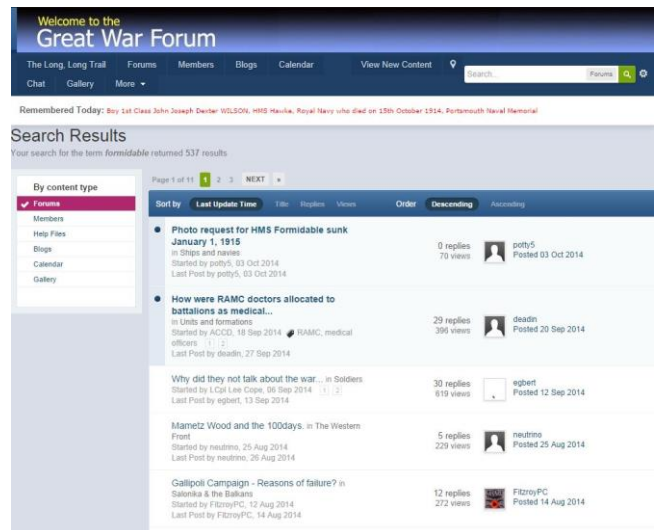 Welcome to the
Great War Forum
The Long, Long Trail Forums Members Blogs Calendar View New Content
Search... Forums
Chat Gallery More
Remembered Today: Boy 1st Class John Joseph Dexter WILSON, HMS Hawke, Royal Navy who died on 15th October 1914, Portsmouth Naval Memorial
Search Results
Your search for the term formidable returned 537 results
Page 1 of 11 1 2 3 NEXT »
By content type
Forums
Members
Help Files
Blogs
Calendar
Gallery
Sort by Last Update Time Title Replies Views Order Descending Ascending
Photo request for HMS Formidable sunk
January 1, 1915
in Ships and navies
Started by potty5, 03 Oct 2014
Last Post by potty5, 03 Oct 2014
0 replies
70 views
potty5
Posted 03 Oct 2014
How were RAMC doctors allocated to
battalions as medical...
in Units and formations
Started by ACCD, 18 Sep 2014 RAMC, medical
officers 1 2
Last Post by deadin, 27 Sep 2014
29 replies
396 views
deadin
Posted 20 Sep 2014
Why did they not talk about the war... in Soldiers
Started by LCpl Lee Cope, 06 Sep 2014 1 2
Last Post by egbert, 13 Sep 2014
30 replies
619 views
egbert
Posted 12 Sep 2014
Mametz Wood and the 100days. in The Western
Front
Started by neutrino, 25 Aug 2014
Last Post by neutrino, 26 Aug 2014
5 replies
229 views
neutrino
Posted 25 Aug 2014
Gallipoli Campaign - Reasons of failure? in
Salonika & the Balkans
Started by FitzroyPC, 12 Aug 2014
Last Post by FitzroyPC, 14 Aug 2014
12 replies
272 views
FitzroyPC
Posted 14 Aug 2014